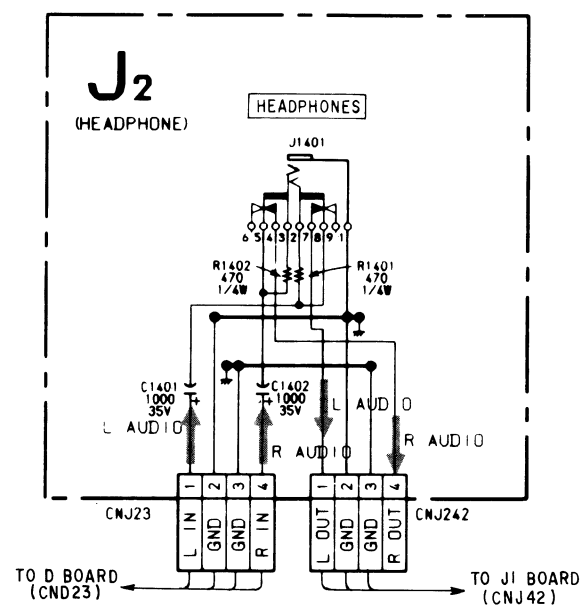 J2
(HEADPHONE)
HEADPHONES
J1401
6 5 4 3 2 7 8 9 1
R1402
470
1/4W
R1401
470
1/4W
C1401
1000
35V
+
C1402
1000
35V
+
L AUDIO
R AUDIO
L AUDIO
R AUDIO
1 2 3 4
1 2 3 4
CNJ23
CNJ242
L IN
GND
GND
R IN
L OUT
GND
GND
R OUT
TO D BOARD
(CND23)
TO J1 BOARD
(CNJ42)